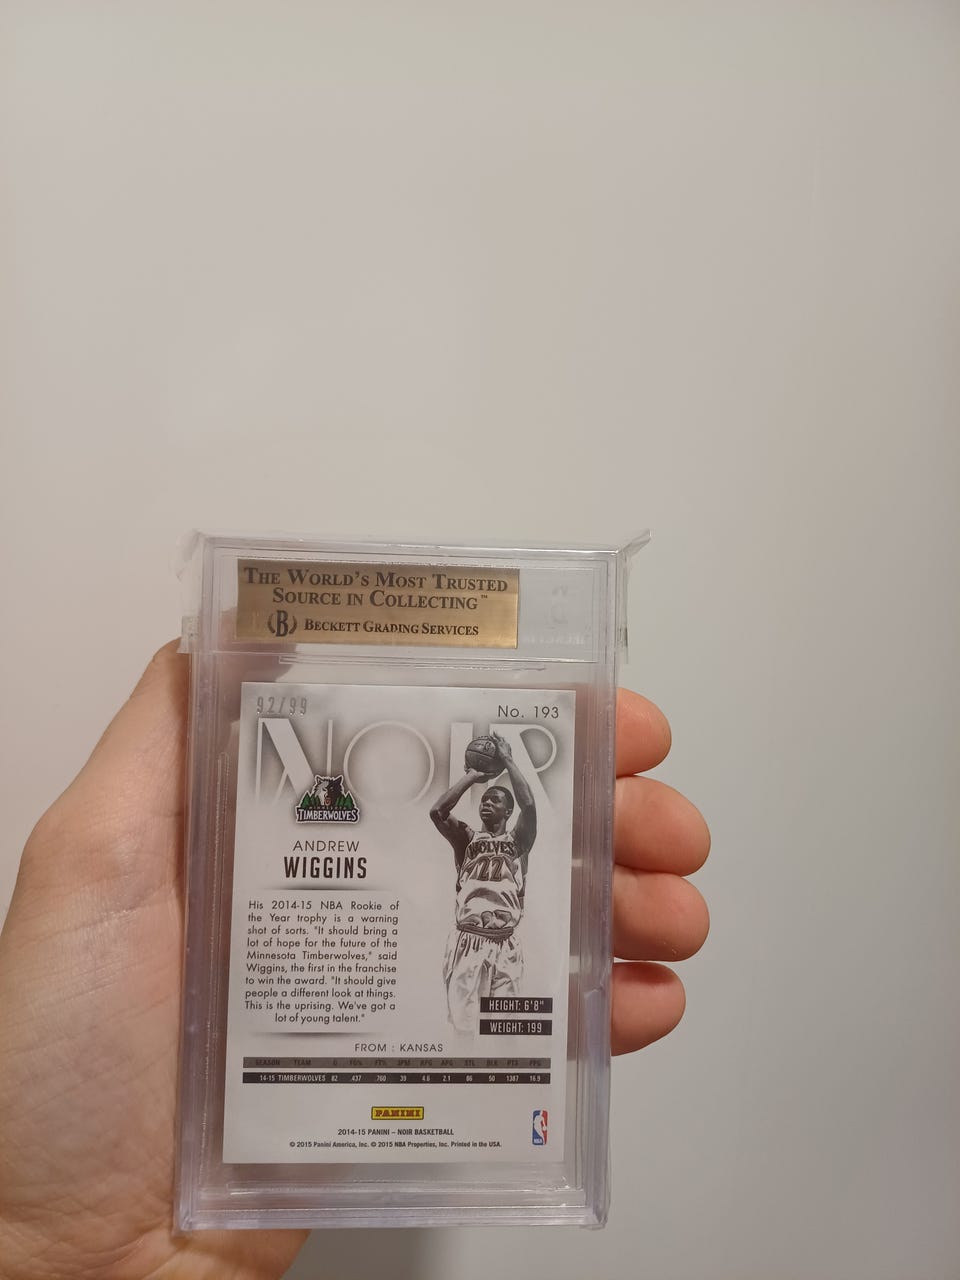 THE WORLD'S MOST TRUSTED
SOURCE IN COLLECTING™
B BECKETT GRADING SERVICES
92/99
No. 193
NOIR
TIMBERWOLVES
ANDREW
WIGGINS
WOLVES
22
His 2014-15 NBA Rookie of
the Year trophy is a warning
shot of sorts. "It should bring a
lot of hope for the future of the
Minnesota Timberwolves," said
Wiggins, the first in the franchise
to win the award. "It should give
people a different look at things.
This is the uprising. We've got a
lot of young talent."
HEIGHT: 6'8"
WEIGHT: 199
FROM : KANSAS
SEASON TEAM G FG% FT% 3PM RPG APG STL BLK PTS PPG
14-15 TIMBERWOLVES 82 .437 .760 39 4.6 2.1 86 50 1387 16.9
PANINI
2014-15 PANINI – NOIR BASKETBALL
© 2015 Panini America, Inc. © 2015 NBA Properties, Inc. Printed in the USA.
NBA